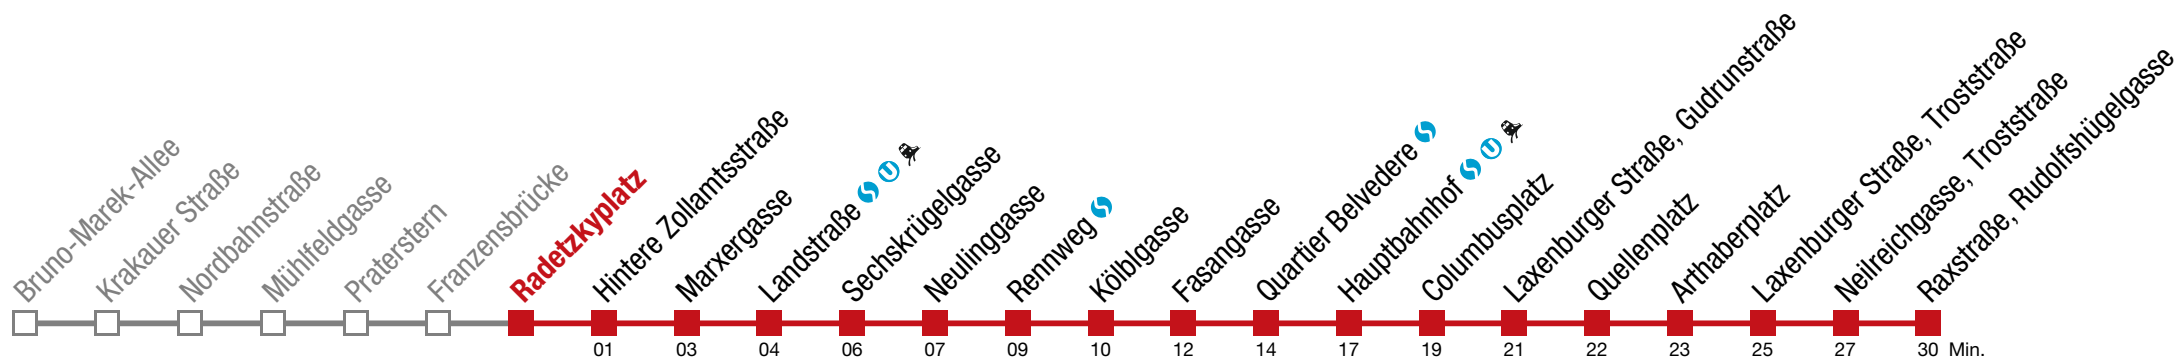 Bruno-Marek-Allee
Krakauer Straße
Nordbahnstraße
Mühlfeldgasse
Praterstern
Franzensbrücke
Radetzkyplatz
Hintere Zollamtsstraße
Marxergasse
Landstraße S U
Sechskrügelgasse
Neulinggasse
Rennweg S
Kölblgasse
Fasangasse
Quartier Belvedere S
Hauptbahnhof S U
Columbusplatz
Laxenburger Straße, Gudrunstraße
Quellenplatz
Arthaberplatz
Laxenburger Straße, Troststraße
Neilreichgasse, Troststraße
Raxstraße, Rudolfshügelgasse
01 03 04 06 07 09 10 12 14 17 19 21 22 23 25 27 30 Min.